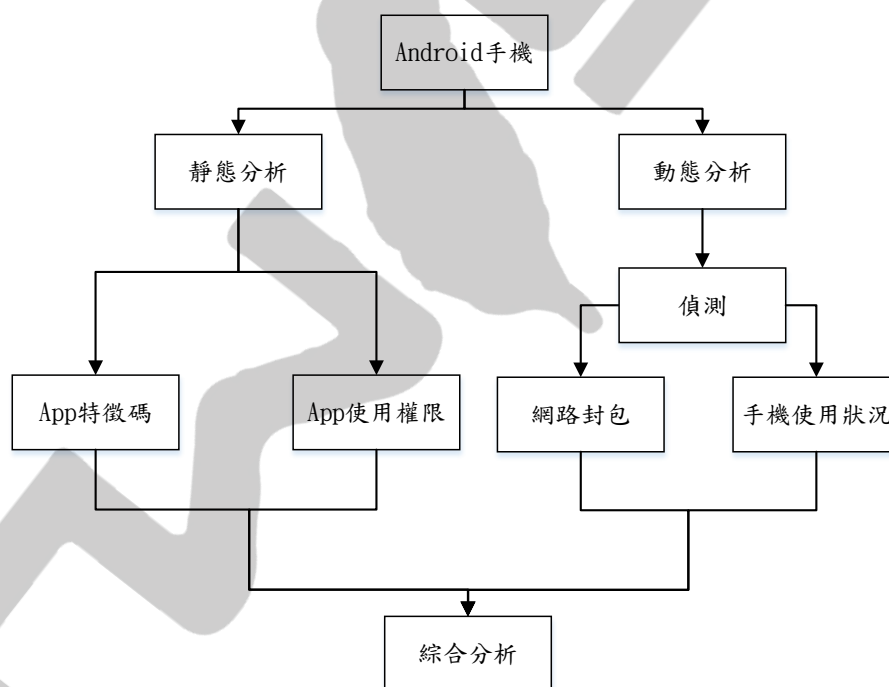 Android手機
靜態分析
動態分析
偵測
App特徵碼
App使用權限
網路封包
手機使用狀況
綜合分析